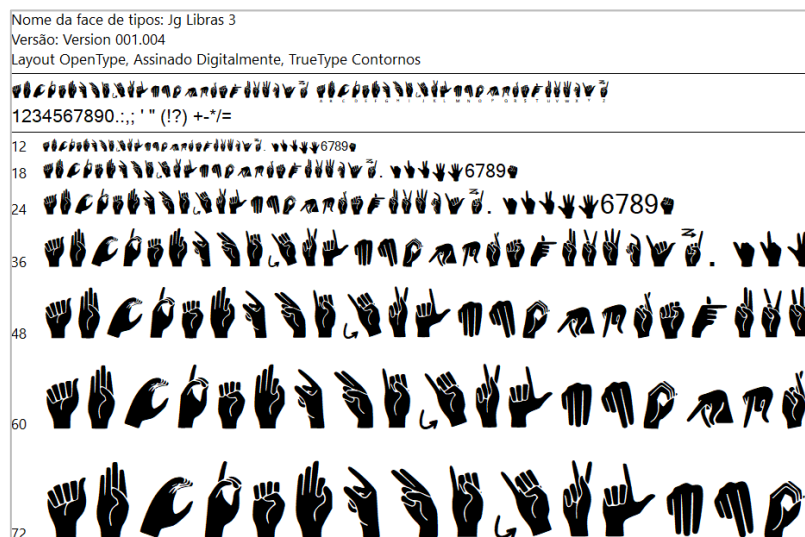 Nome da face de tipos: Jg Libras 3
Versão: Version 001.004
Layout OpenType, Assinado Digitalmente, TrueType Contornos
1234567890.:,; ' " (!?) +-*/=
12 6789
18 . 6789
24 . 6789
36 .
48
60
72